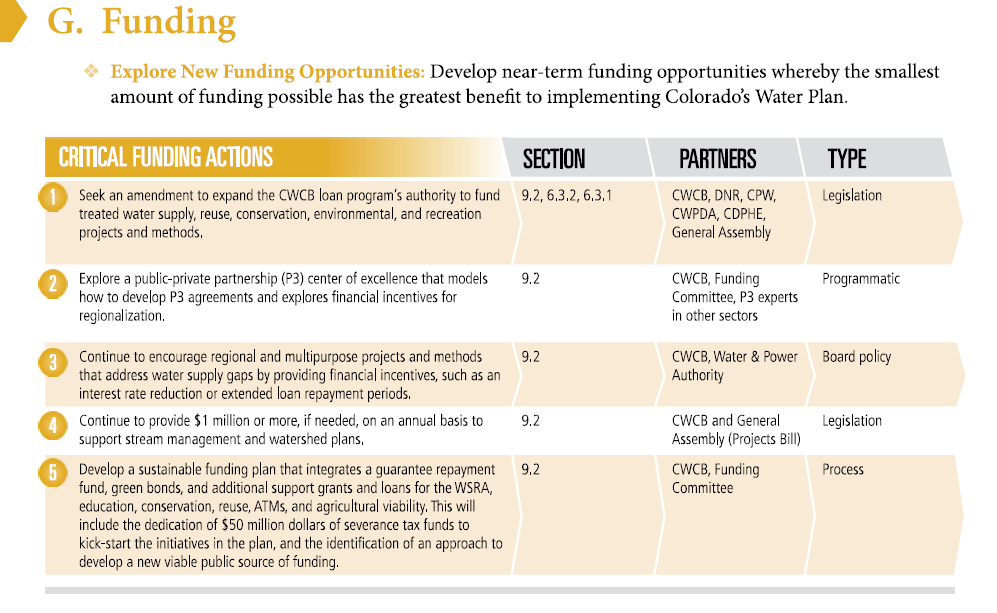 G. Funding
❖ Explore New Funding Opportunities: Develop near-term funding opportunities whereby the smallest
amount of funding possible has the greatest benefit to implementing Colorado's Water Plan.
CRITICAL FUNDING ACTIONS SECTION PARTNERS TYPE
1 Seek an amendment to expand the CWCB loan program's authority to fund 9.2, 6.3.2, 6.3.1 CWCB, DNR, CPW, Legislation
treated water supply, reuse, conservation, environmental, and recreation CWPDA, CDPHE,
projects and methods. General Assembly
2 Explore a public-private partnership (P3) center of excellence that models 9.2 CWCB, Funding Programmatic
how to develop P3 agreements and explores financial incentives for Committee, P3 experts
regionalization. in other sectors
3 Continue to encourage regional and multipurpose projects and methods 9.2 CWCB, Water & Power Board policy
that address water supply gaps by providing financial incentives, such as an Authority
interest rate reduction or extended loan repayment periods.
4 Continue to provide $1 million or more, if needed, on an annual basis to 9.2 CWCB and General Legislation
support stream management and watershed plans. Assembly (Projects Bill)
5 Develop a sustainable funding plan that integrates a guarantee repayment 9.2 CWCB, Funding Process
fund, green bonds, and additional support grants and loans for the WSRA, Committee
education, conservation, reuse, ATMs, and agricultural viability. This will
include the dedication of $50 million dollars of severance tax funds to
kick-start the initiatives in the plan, and the identification of an approach to
develop a new viable public source of funding.